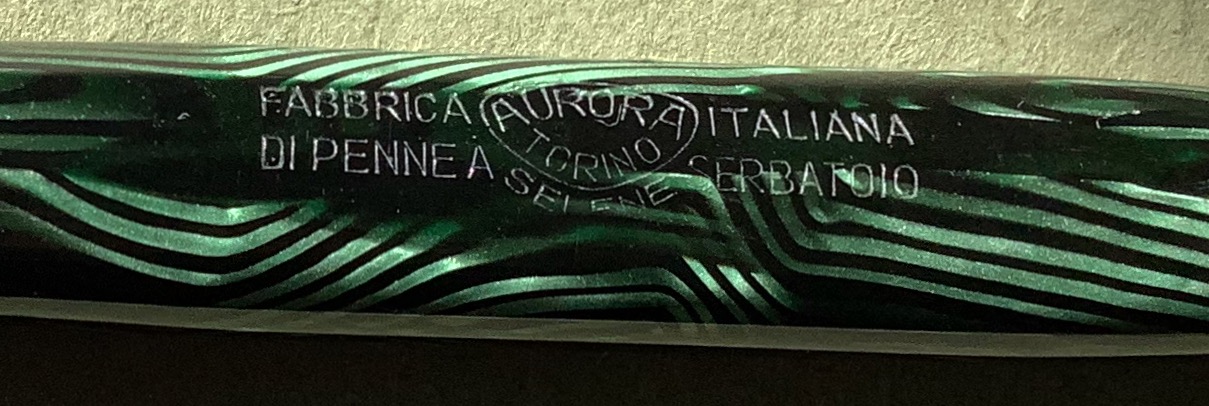 FABBRICA AURORA ITALIANA
DI PENNE A TORINO SERBATOIO
SELENE